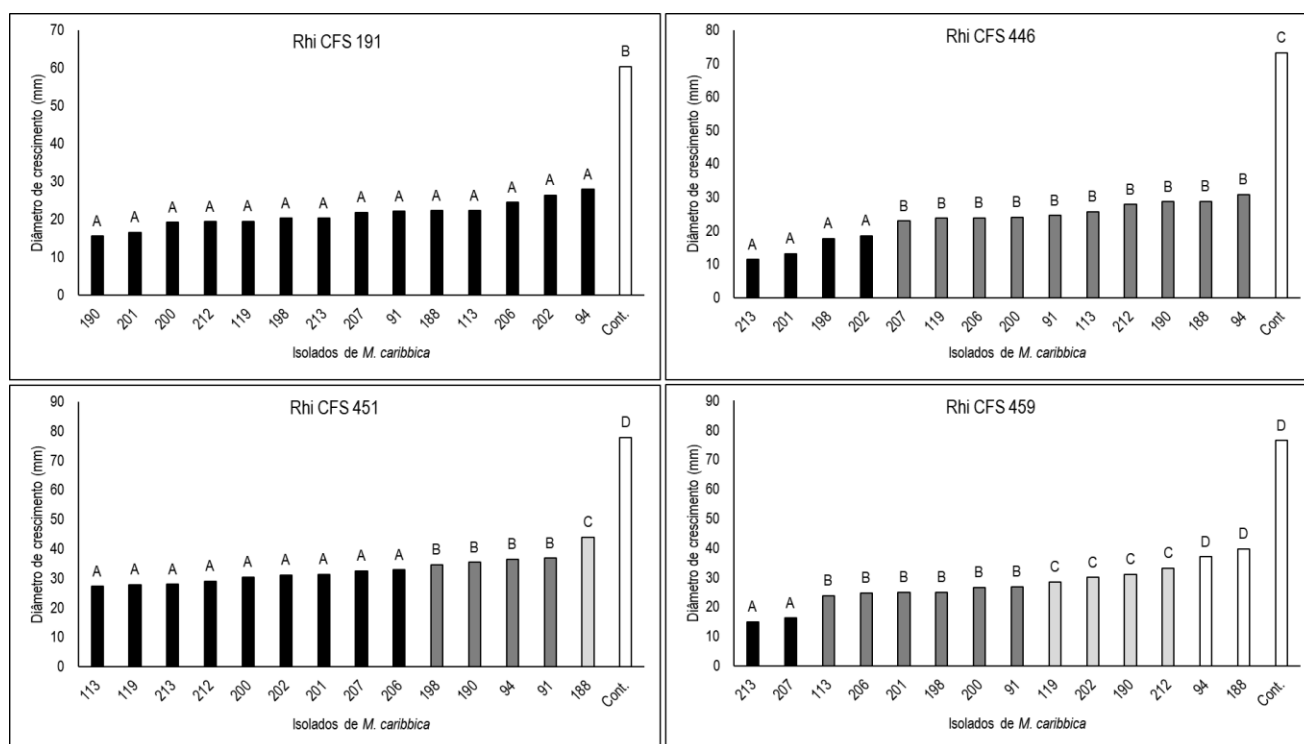 Rhi CFS 191
Diâmetro de crescimento (mm)
70
60
50
40
30
20
10
0
A A A A A A A A A A A A A A B
190 201 200 212 119 198 213 207 91 188 113 206 202 94 Cont.
Isolados de M. caribbica
Rhi CFS 446
Diâmetro de crescimento (mm)
80
70
60
50
40
30
20
10
0
A A A A B B B B B B B B B B C
213 201 198 202 207 119 206 200 91 113 212 190 188 94 Cont.
Isolados de M. caribbica
Rhi CFS 451
Diâmetro de crescimento (mm)
90
80
70
60
50
40
30
20
10
0
A A A A A A A A A B B B B C D
113 119 213 212 200 202 201 207 206 198 190 94 91 188 Cont.
Isolados de M. caribbica
Rhi CFS 459
Diâmetro de crescimento (mm)
90
80
70
60
50
40
30
20
10
0
A A B B B B B B C C C C D D D
213 207 113 206 201 198 200 91 119 202 190 212 94 188 Cont.
Isolados de M. caribbica